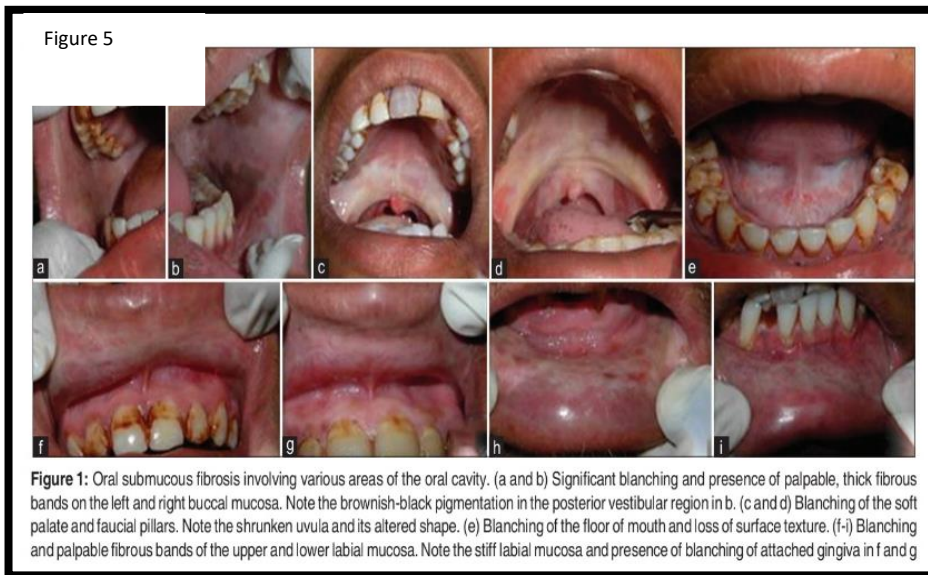 Figure 5
a
b
c
d
e
f
g
h
i
Figure 1: Oral submucous fibrosis involving various areas of the oral cavity. (a and b) Significant blanching and presence of palpable, thick fibrous
bands on the left and right buccal mucosa. Note the brownish-black pigmentation in the posterior vestibular region in b. (c and d) Blanching of the soft
palate and faucial pillars. Note the shrunken uvula and its altered shape. (e) Blanching of the floor of mouth and loss of surface texture. (f-i) Blanching
and palpable fibrous bands of the upper and lower labial mucosa. Note the stiff labial mucosa and presence of blanching of attached gingiva in f and g